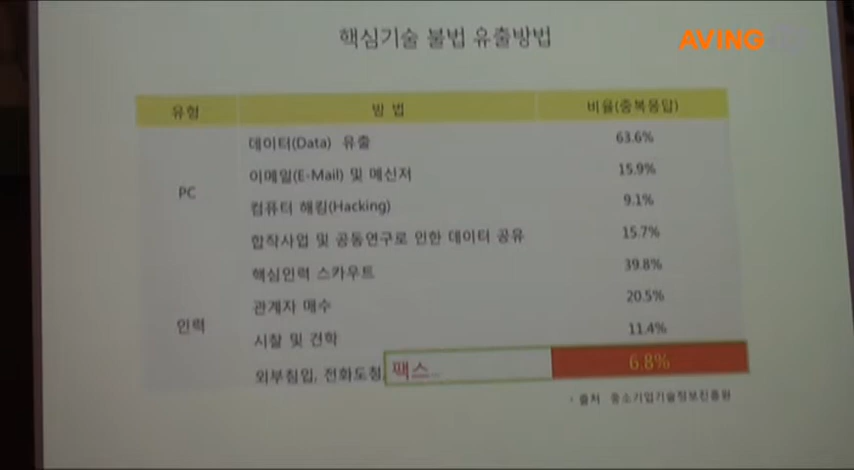 핵심기술 불법 유출방법
AVING
유형 방 법 비율(중복응답)
데이터(Data) 유출 63.6%
이메일(E-Mail) 및 메신저 15.9%
PC
컴퓨터 해킹(Hacking) 9.1%
합작사업 및 공동연구로 인한 데이터 공유 15.7%
핵심인력 스카우트 39.8%
관계자 매수 20.5%
인력
시찰 및 견학 11.4%
외부침입, 전화도청, 팩스... 6.8%
· 출처 중소기업기술정보진흥원